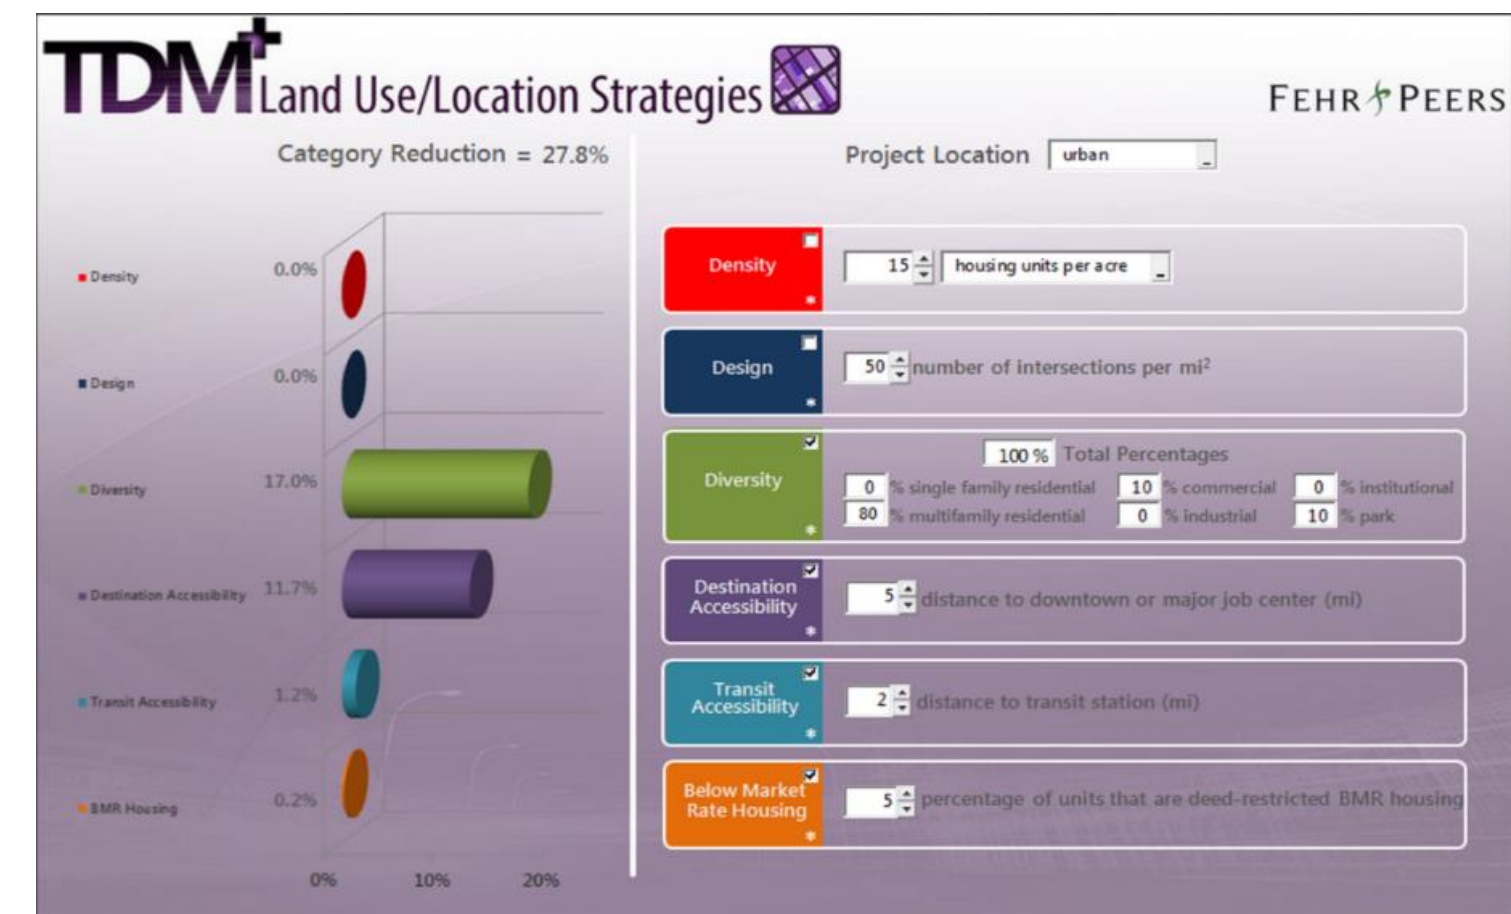 TDM+ Land Use/Location Strategies
FEHR PEERS
Category Reduction = 27.8%
Density 0.0%
Design 0.0%
Diversity 17.0%
Destination Accessibility 11.7%
Transit Accessibility 1.2%
BMR Housing 0.2%
0% 10% 20%
Project Location urban
Density * 15 housing units per acre
Design * 50 number of intersections per mi²
Diversity *
100 % Total Percentages
0 % single family residential 10 % commercial 0 % institutional
80 % multifamily residential 0 % industrial 10 % park
Destination
Accessibility * 5 distance to downtown or major job center (mi)
Transit
Accessibility * 2 distance to transit station (mi)
Below Market
Rate Housing * 5 percentage of units that are deed-restricted BMR housing